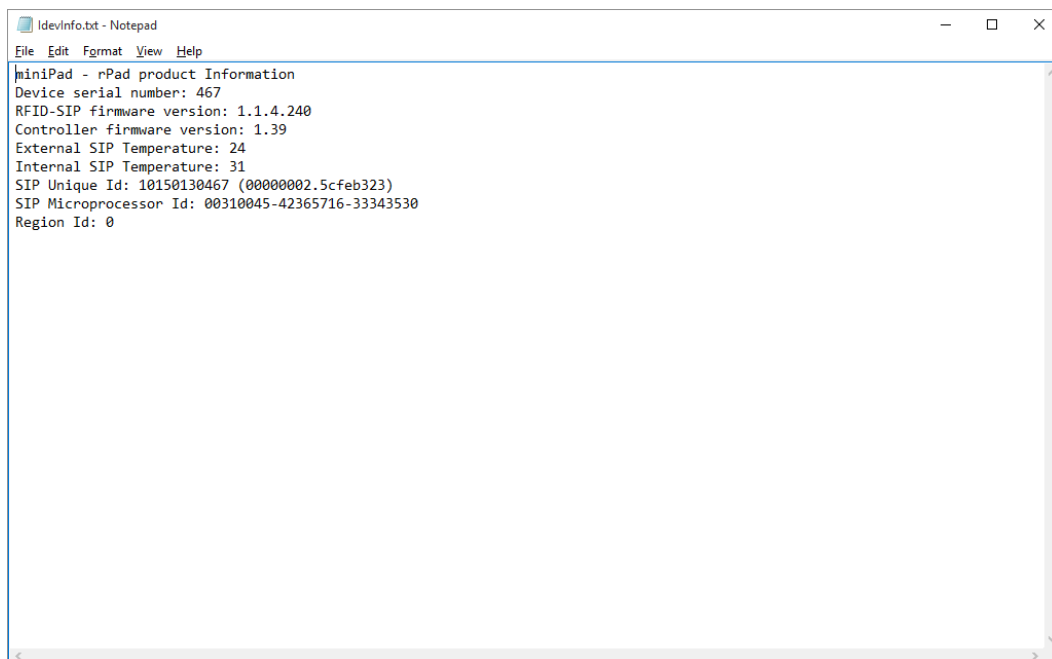 IdevInfo.txt - Notepad
File Edit Format View Help
miniPad - rPad product Information
Device serial number: 467
RFID-SIP firmware version: 1.1.4.240
Controller firmware version: 1.39
External SIP Temperature: 24
Internal SIP Temperature: 31
SIP Unique Id: 10150130467 (00000002.5cfeb323)
SIP Microprocessor Id: 00310045-42365716-33343530
Region Id: 0